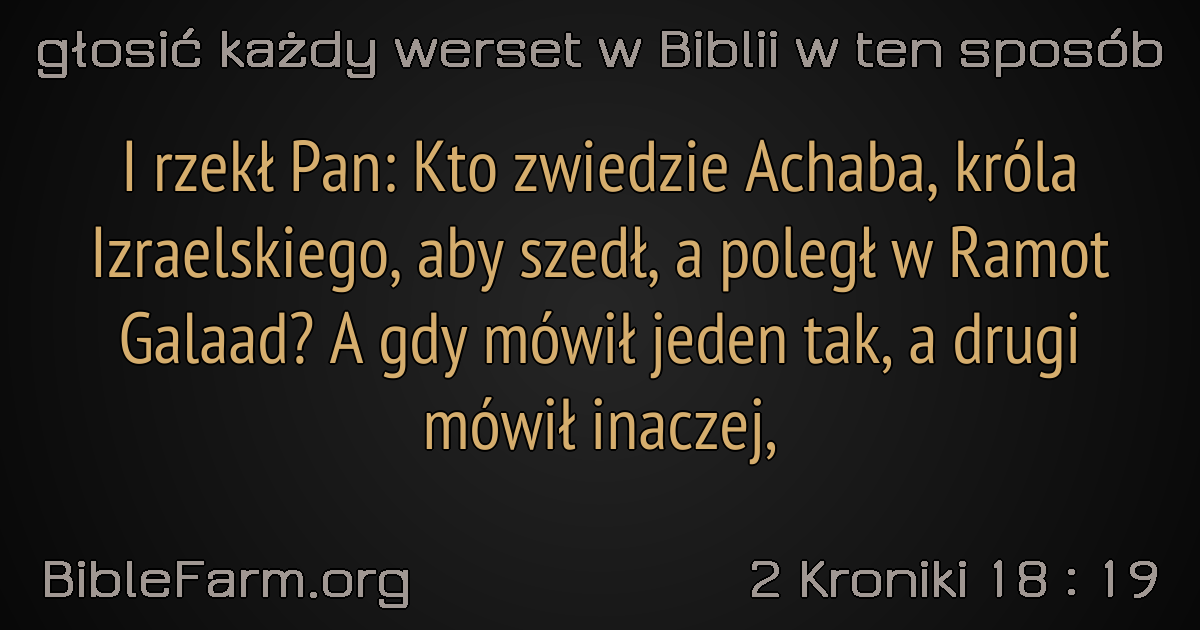 głosić każdy werset w Biblii w ten sposób
I rzekł Pan: Kto zwiedzie Achaba, króla
Izraelskiego, aby szedł, a poległ w Ramot
Galaad? A gdy mówił jeden tak, a drugi
mówił inaczej,
BibleFarm.org
2 Kroniki 18 : 19